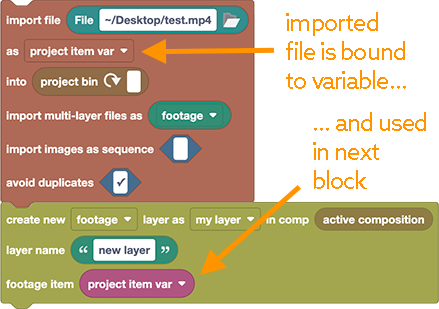 import file File ~/Desktop/test.mp4
as project item var
into project bin
import multi-layer files as footage
import images as sequence
avoid duplicates ✓
imported
file is bound
to variable...
... and used
in next
block
create new footage layer as my layer in comp active composition
layer name “ new layer ”
footage item project item var